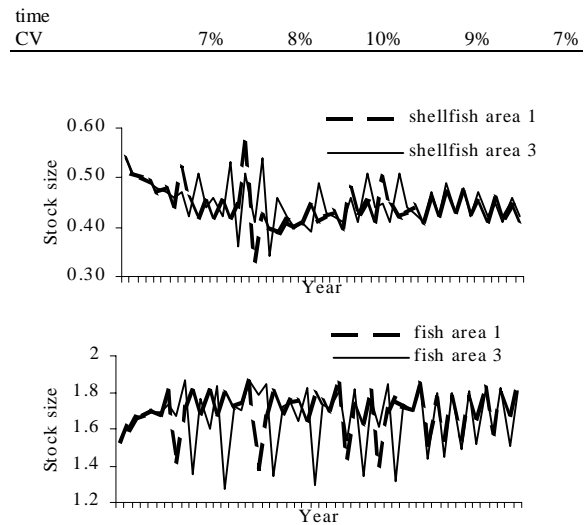 time
CV 7% 8% 10% 9% 7%
shellfish area 1
shellfish area 3
0.60
0.50
0.40
0.30
Stock size
Year
fish area 1
fish area 3
2
1.8
1.6
1.4
1.2
Stock size
Year